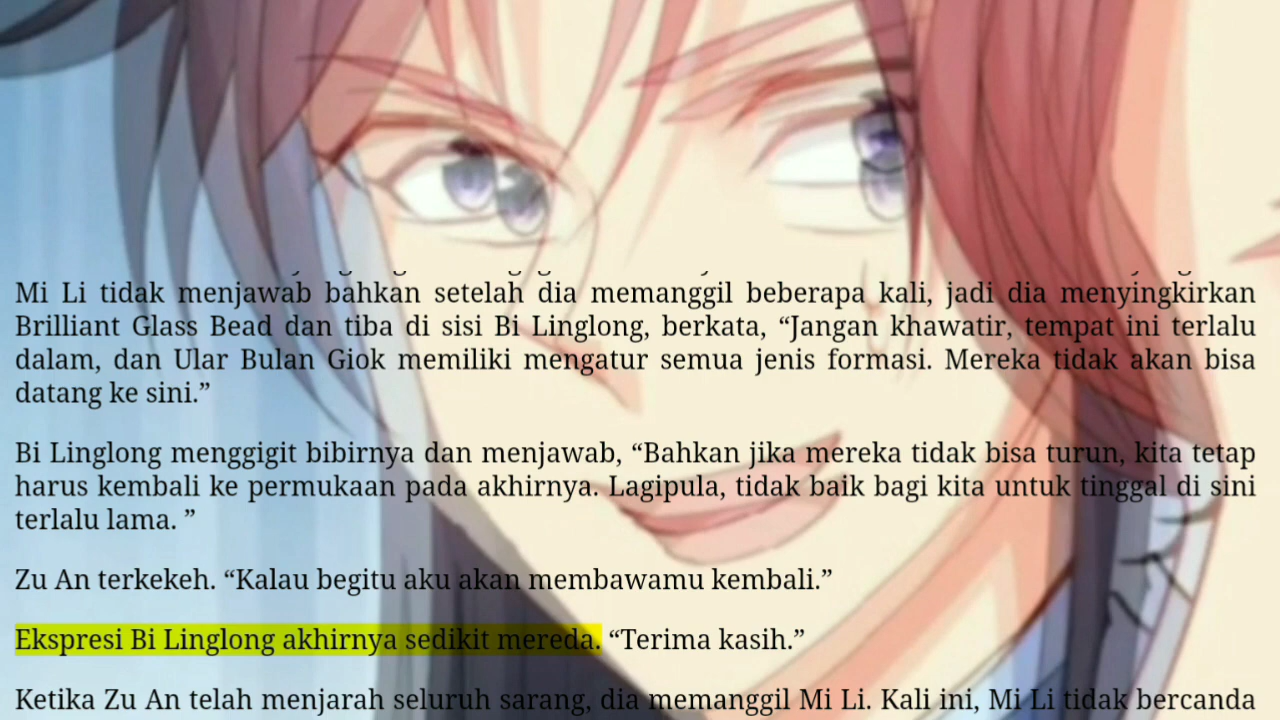 Mi Li tidak menjawab bahkan setelah dia memanggil beberapa kali, jadi dia menyingkirkan
Brilliant Glass Bead dan tiba di sisi Bi Linglong, berkata, “Jangan khawatir, tempat ini terlalu
dalam, dan Ular Bulan Giok memiliki mengatur semua jenis formasi. Mereka tidak akan bisa
datang ke sini.”
Bi Linglong menggigit bibirnya dan menjawab, “Bahkan jika mereka tidak bisa turun, kita tetap
harus kembali ke permukaan pada akhirnya. Lagipula, tidak baik bagi kita untuk tinggal di sini
terlalu lama. ”
Zu An terkekeh. “Kalau begitu aku akan membawamu kembali.”
Ekspresi Bi Linglong akhirnya sedikit mereda. “Terima kasih.”
Ketika Zu An telah menjarah seluruh sarang, dia memanggil Mi Li. Kali ini, Mi Li tidak bercanda